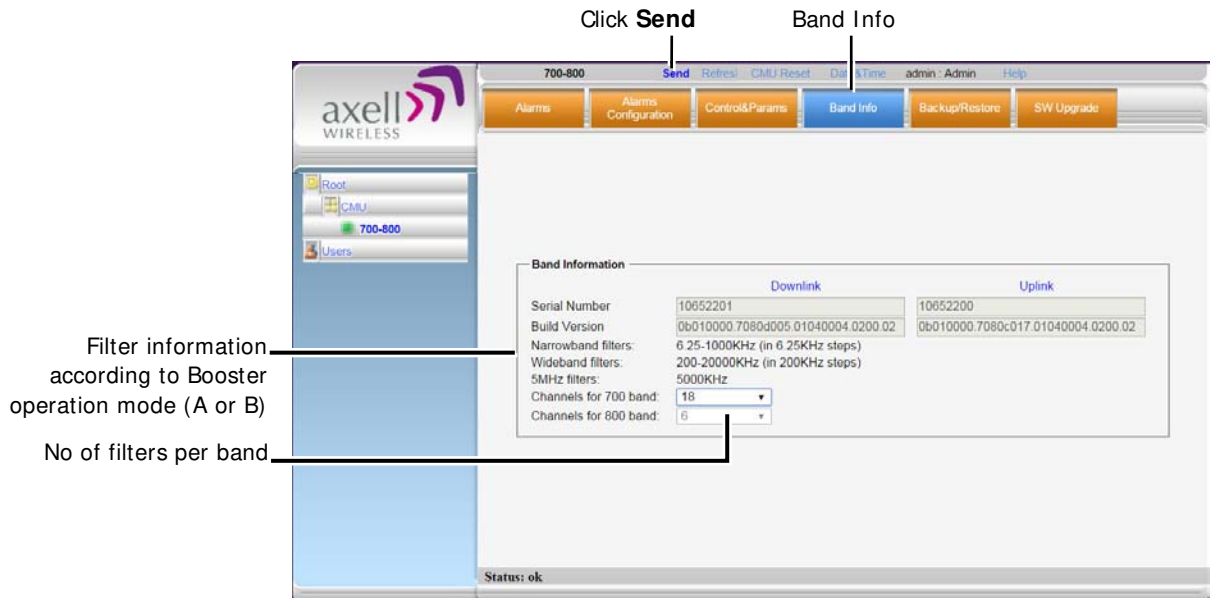 Click Send
Band Info
axell
WIRELESS
700-800 Send Refresh CMU Reset Date&Time admin : Admin Help
Alarms
Alarms Configuration
Control&Params
Band Info
Backup/Restore
SW Upgrade
Root
CMU
700-800
Users
Band Information
Downlink Uplink
Serial Number 10652201 10652200
Build Version 0b010000.7080d005.01040004.0200.02 0b010000.7080c017.01040004.0200.02
Narrowband filters: 6.25-1000KHz (in 6.25KHz steps)
Wideband filters: 200-20000KHz (in 200KHz steps)
5MHz filters: 5000KHz
Channels for 700 band: 18
Channels for 800 band: 6
Filter information
according to Booster
operation mode (A or B)
No of filters per band
Status: ok